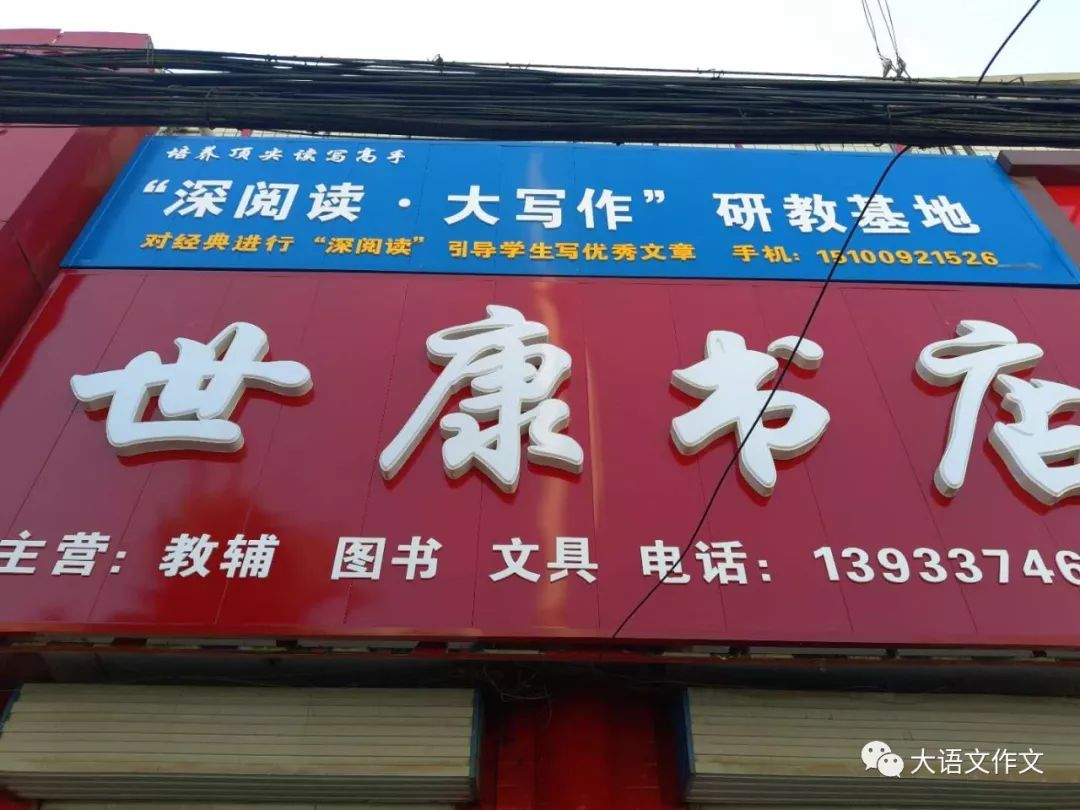 培养顶尖读写高手
“深阅读·大写作” 研教基地
对经典进行 “深阅读” 引导学生写优秀文章 手机：15100921526
世康书店
主营：教辅 图书 文具 电话：13933746
大语文作文